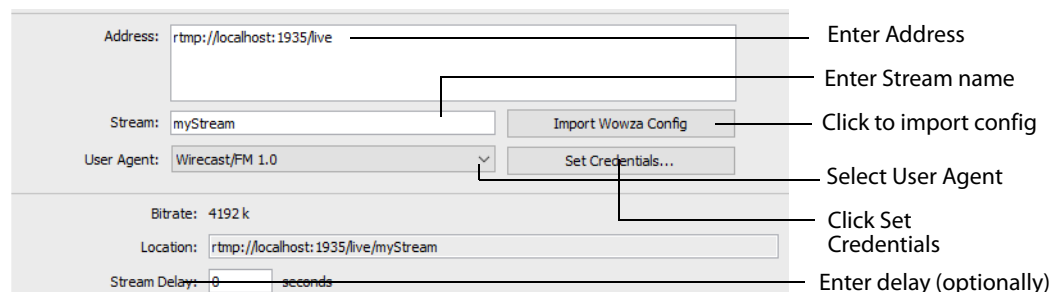 Address: rtmp://localhost:1935/live Enter Address
Enter Stream name
Stream: myStream Import Wowza Config Click to import config
User Agent: Wirecast/FM 1.0 Set Credentials...
Select User Agent
Bitrate: 4192 k Click Set
Credentials
Location: rtmp://localhost:1935/live/myStream
Stream Delay: 0 seconds Enter delay (optionally)